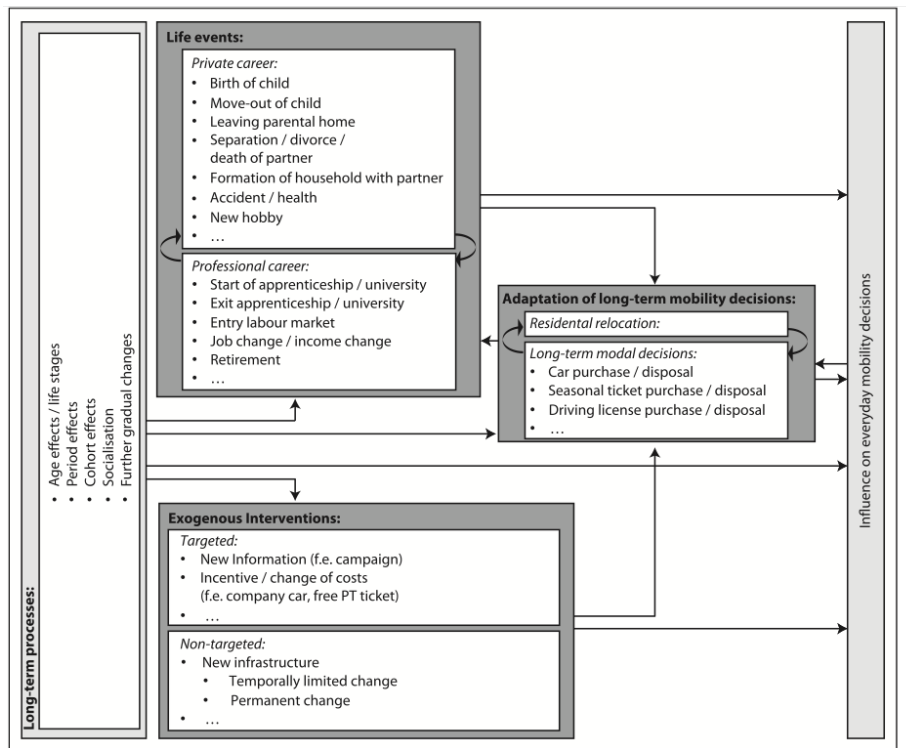 Long-term processes:
• Age effects / life stages
• Period effects
• Cohort effects
• Socialisation
• Further gradual changes
Life events:
Private career:
• Birth of child
• Move-out of child
• Leaving parental home
• Separation / divorce /
death of partner
• Formation of household with partner
• Accident / health
• New hobby
• ...
Professional career:
• Start of apprenticeship / university
• Exit apprenticeship / university
• Entry labour market
• Job change / income change
• Retirement
• ...
Adaptation of long-term mobility decisions:
Residental relocation:
Long-term modal decisions:
• Car purchase / disposal
• Seasonal ticket purchase / disposal
• Driving license purchase / disposal
• ...
Exogenous Interventions:
Targeted:
• New Information (f.e. campaign)
• Incentive / change of costs
(f.e. company car, free PT ticket)
• ...
Non-targeted:
• New infrastructure
• Temporally limited change
• Permanent change
• ...
Influence on everyday mobility decisions